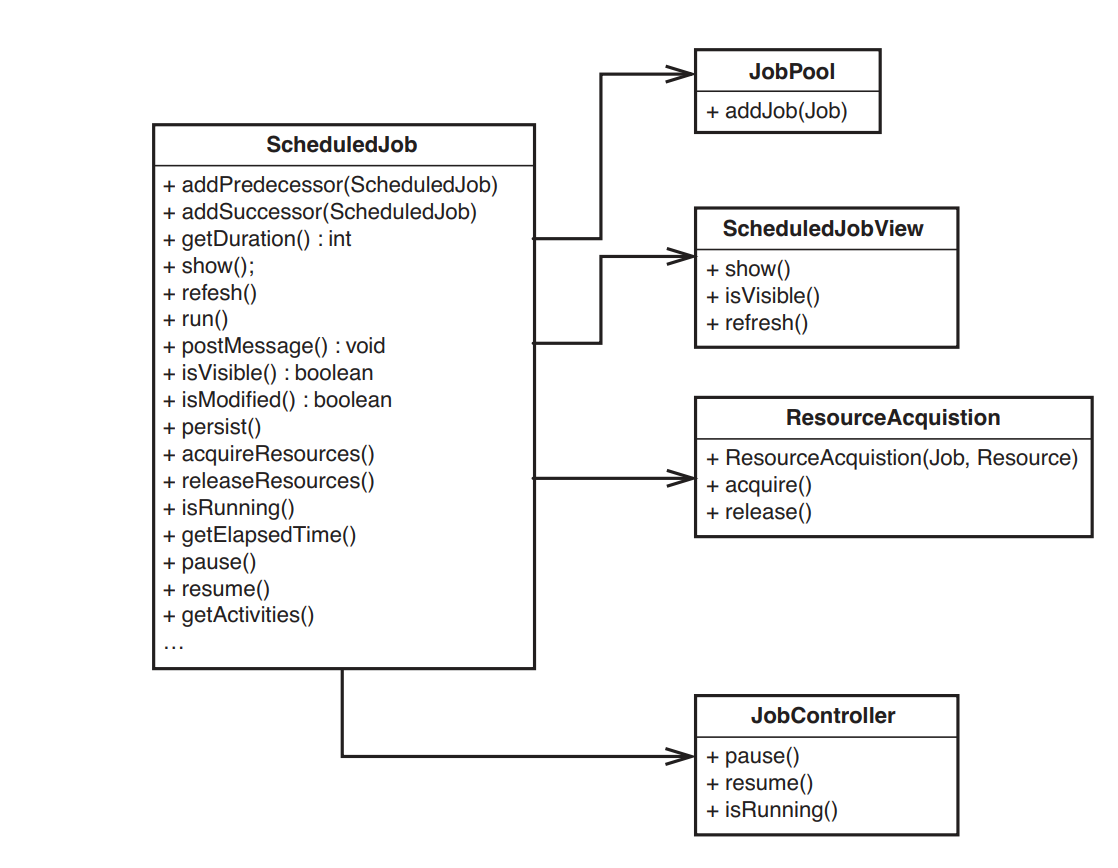 ScheduledJob
+ addPredecessor(ScheduledJob)
+ addSuccessor(ScheduledJob)
+ getDuration() : int
+ show();
+ refesh()
+ run()
+ postMessage() : void
+ isVisible() : boolean
+ isModified() : boolean
+ persist()
+ acquireResources()
+ releaseResources()
+ isRunning()
+ getElapsedTime()
+ pause()
+ resume()
+ getActivities()
...
JobPool
+ addJob(Job)
ScheduledJobView
+ show()
+ isVisible()
+ refresh()
ResourceAcquistion
+ ResourceAcquistion(Job, Resource)
+ acquire()
+ release()
JobController
+ pause()
+ resume()
+ isRunning()